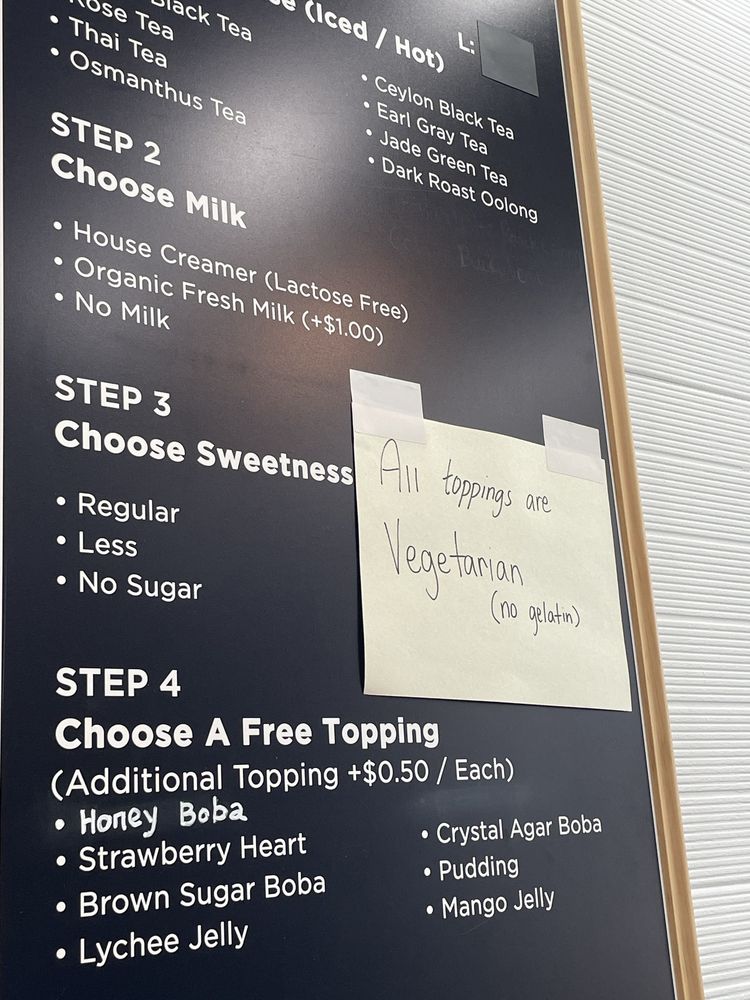 (Iced / Hot)
L:
Black Tea
Rose Tea
• Thai Tea
• Osmanthus Tea
• Ceylon Black Tea
• Earl Gray Tea
• Jade Green Tea
• Dark Roast Oolong
STEP 2
Choose Milk
• House Creamer (Lactose Free)
• Organic Fresh Milk (+$1.00)
• No Milk
STEP 3
Choose Sweetness
• Regular
• Less
• No Sugar
All toppings are
Vegetarian
(no gelatin)
STEP 4
Choose A Free Topping
(Additional Topping +$0.50 / Each)
• Honey Boba
• Strawberry Heart
• Brown Sugar Boba
• Lychee Jelly
• Crystal Agar Boba
• Pudding
• Mango Jelly